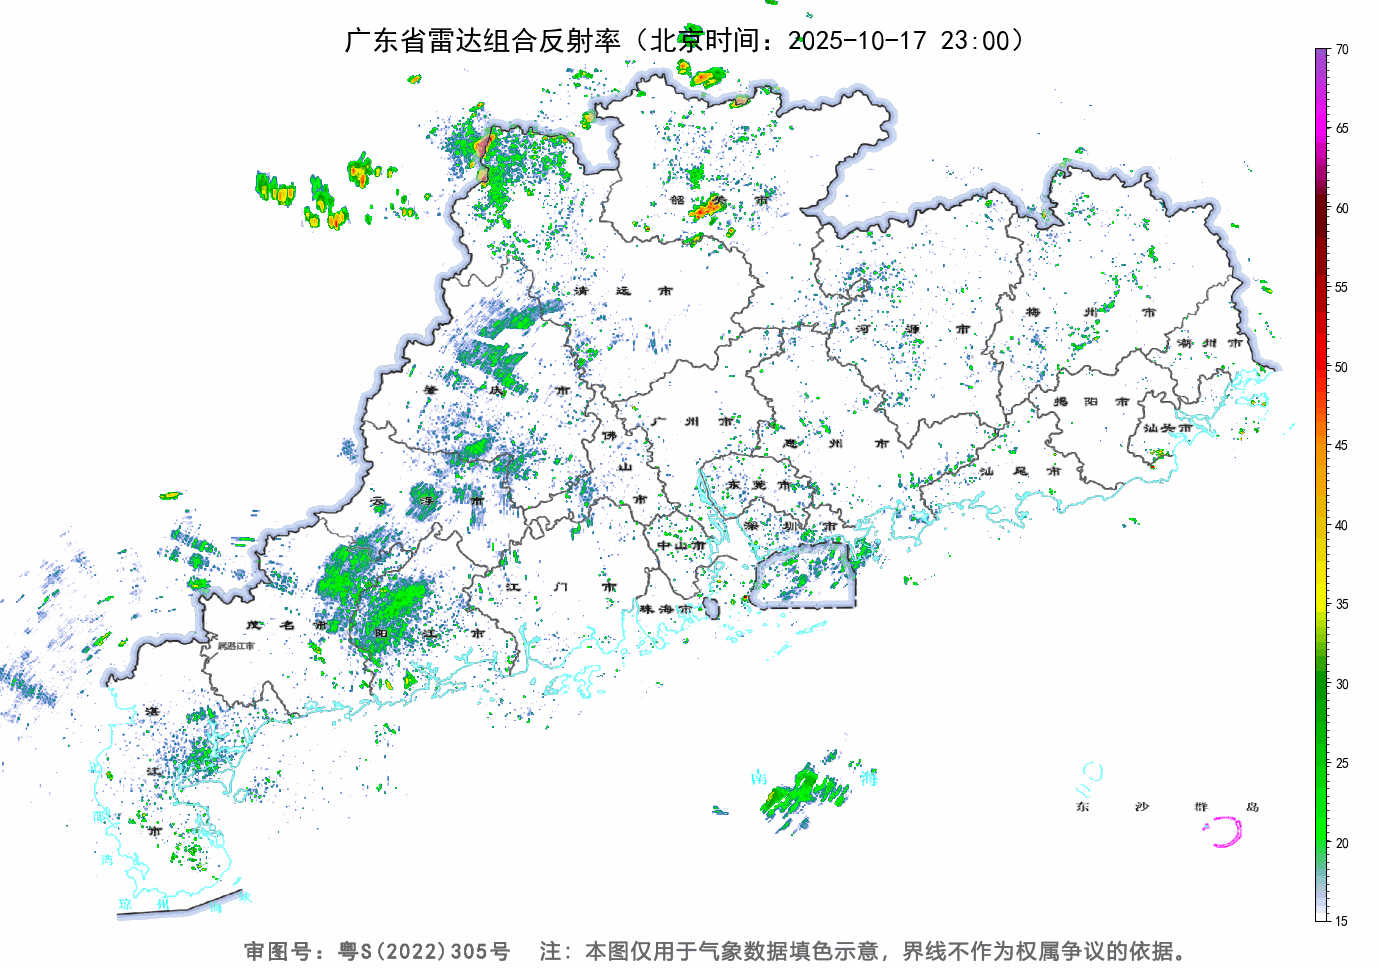 广东省雷达组合反射率（北京时间：2025-10-17 23:00）
70
65
60
55
50
45
40
35
30
25
20
15
韶关市
清远市
河源市
梅州市
潮州市
肇庆市
广州市
佛山市
惠州市
揭阳市
汕头市
汕尾市
东莞市
云浮市
深圳市
中山市
江门市
珠海市
茂名市
阳江市
属湛江市
湛江市
南海
东沙群岛
琼州海峡
审图号：粤S(2022)305号 注：本图仅用于气象数据填色示意，界线不作为权属争议的依据。